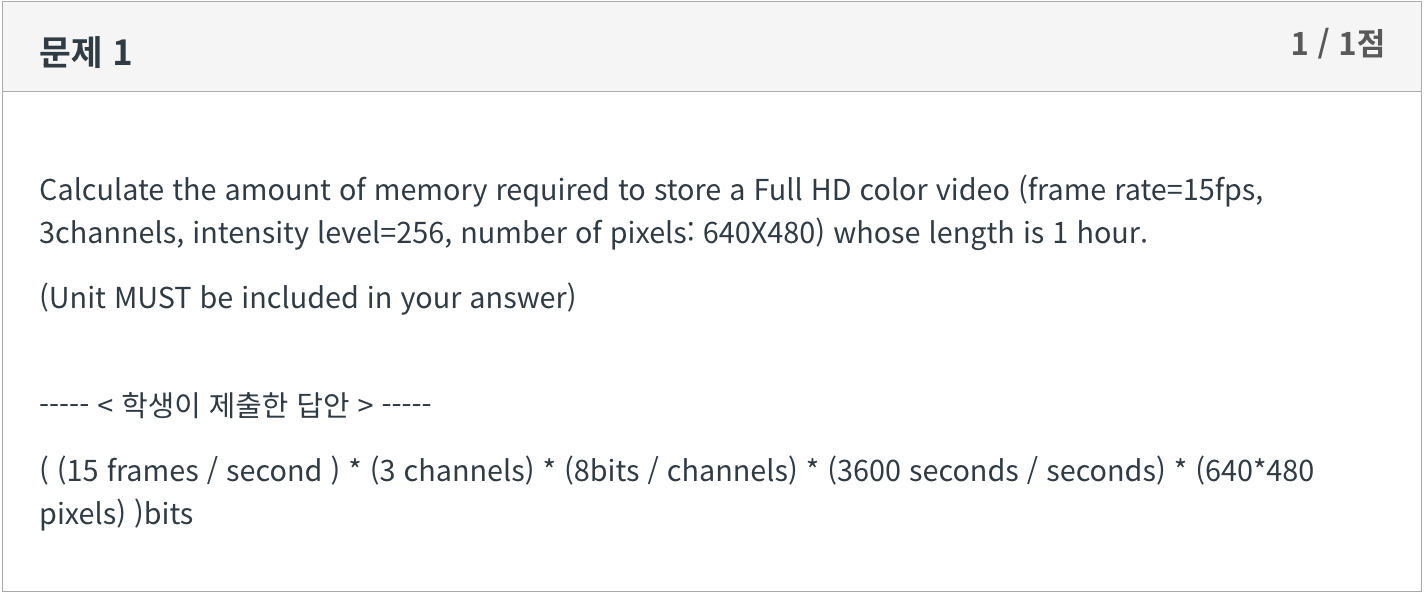 문제 1
1 / 1점
Calculate the amount of memory required to store a Full HD color video (frame rate=15fps,
3channels, intensity level=256, number of pixels: 640X480) whose length is 1 hour.
(Unit MUST be included in your answer)
----- < 학생이 제출한 답안 > -----
( (15 frames / second ) * (3 channels) * (8bits / channels) * (3600 seconds / seconds) * (640*480
pixels) )bits